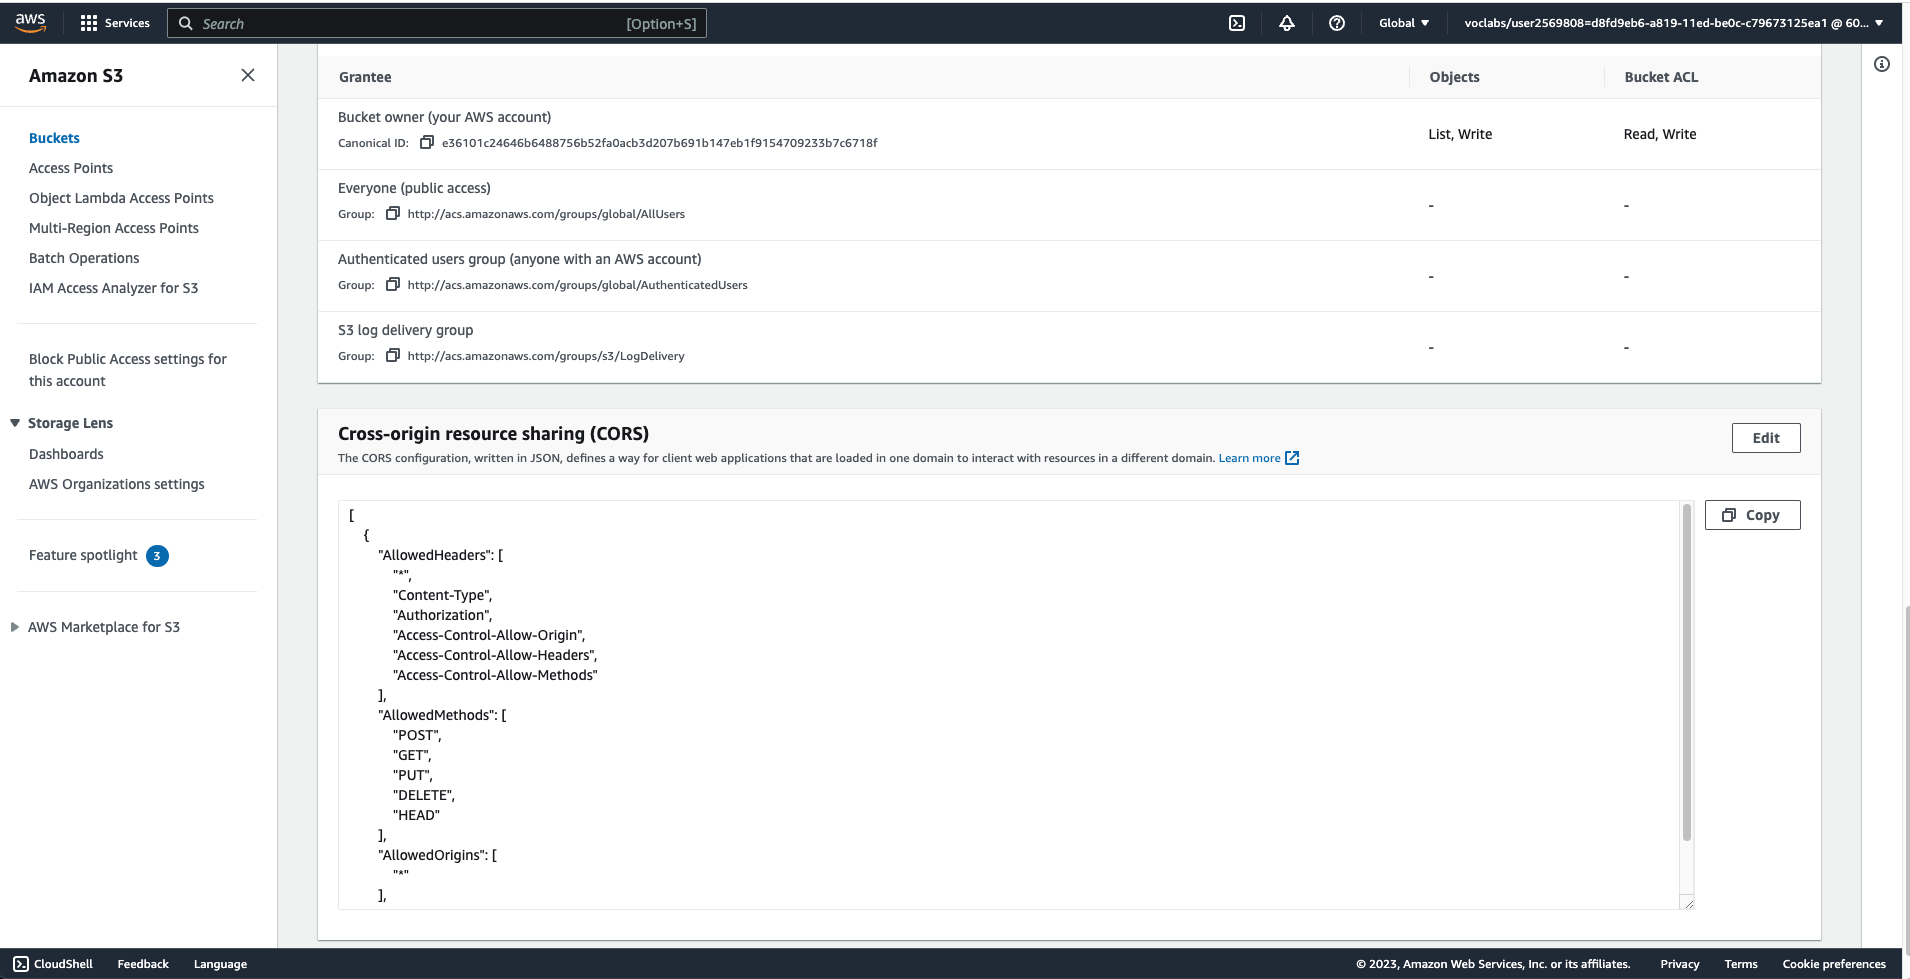 aws
Services
Search
[Option+S]
Global
voclabs/user2569808=d8fd9eb6-a819-11ed-be0c-c79673125ea1 @ 60...
Amazon S3
Buckets
Access Points
Object Lambda Access Points
Multi-Region Access Points
Batch Operations
IAM Access Analyzer for S3
Block Public Access settings for
this account
Storage Lens
Dashboards
AWS Organizations settings
Feature spotlight 3
AWS Marketplace for S3
Grantee Objects Bucket ACL
Bucket owner (your AWS account)
Canonical ID: e36101c24646b6488756b52fa0acb3d207b691b147eb1f9154709233b7c6718f
List, Write Read, Write
Everyone (public access)
Group: http://acs.amazonaws.com/groups/global/AllUsers
- -
Authenticated users group (anyone with an AWS account)
Group: http://acs.amazonaws.com/groups/global/AuthenticatedUsers
- -
S3 log delivery group
Group: http://acs.amazonaws.com/groups/s3/LogDelivery
- -
Cross-origin resource sharing (CORS)
Edit
The CORS configuration, written in JSON, defines a way for client web applications that are loaded in one domain to interact with resources in a different domain. Learn more
Copy
[
{
"AllowedHeaders": [
"*",
"Content-Type",
"Authorization",
"Access-Control-Allow-Origin",
"Access-Control-Allow-Headers",
"Access-Control-Allow-Methods"
],
"AllowedMethods": [
"POST",
"GET",
"PUT",
"DELETE",
"HEAD"
],
"AllowedOrigins": [
"*"
],
CloudShell Feedback Language
© 2023, Amazon Web Services, Inc. or its affiliates. Privacy Terms Cookie preferences